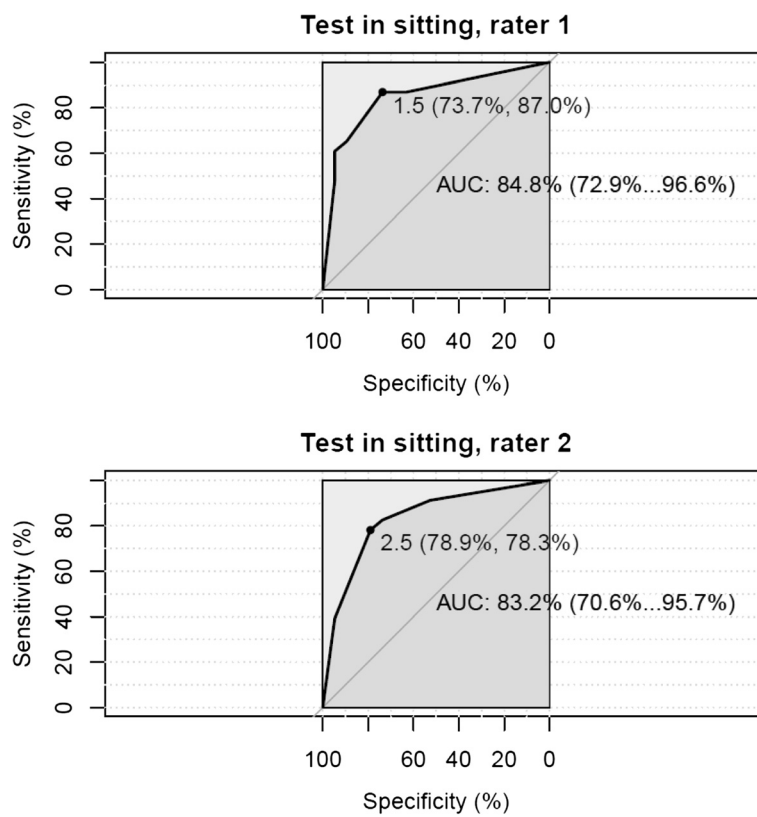 Test in sitting, rater 1
Sensitivity (%)
80
60
40
20
0
1.5 (73.7%, 87.0%)
AUC: 84.8% (72.9%...96.6%)
100 60 40 20 0
Specificity (%)
Test in sitting, rater 2
Sensitivity (%)
80
60
40
20
0
2.5 (78.9%, 78.3%)
AUC: 83.2% (70.6%...95.7%)
100 60 40 20 0
Specificity (%)